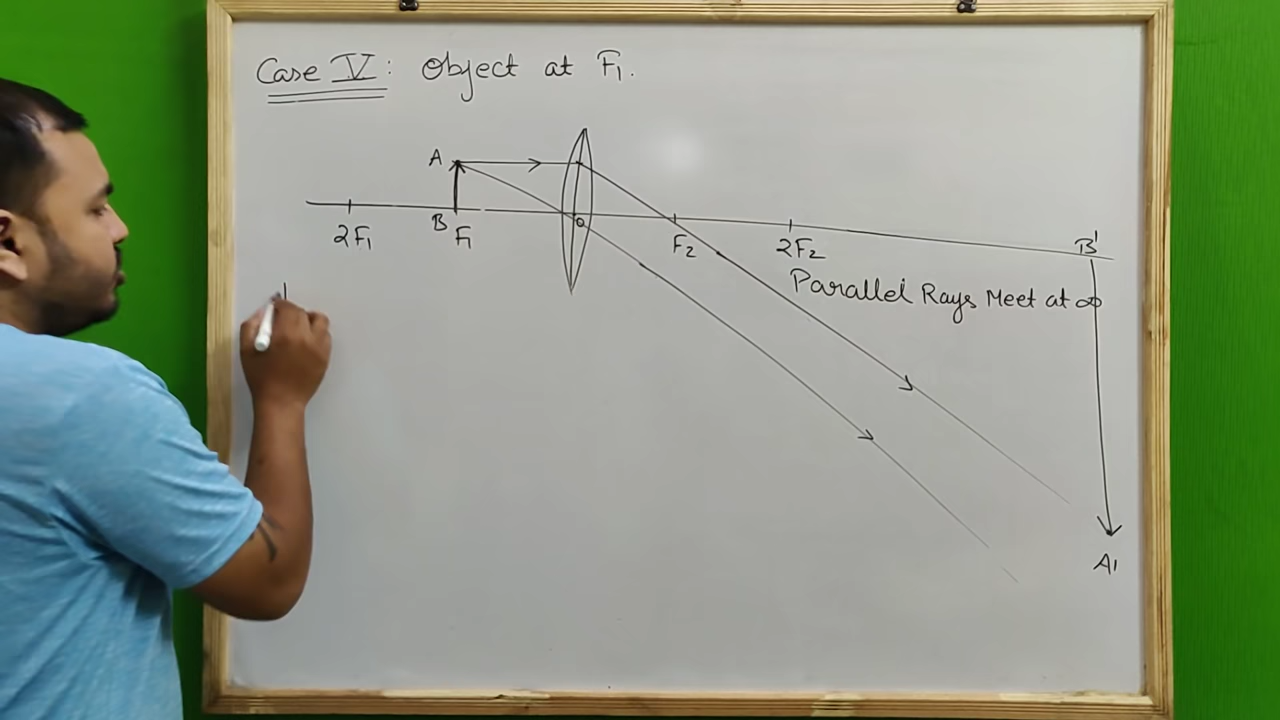 Case V : Object at F₁.
A
B
F₁
2F₁
O
F₂
2F₂
B'
Parallel Rays Meet at ∞
A'